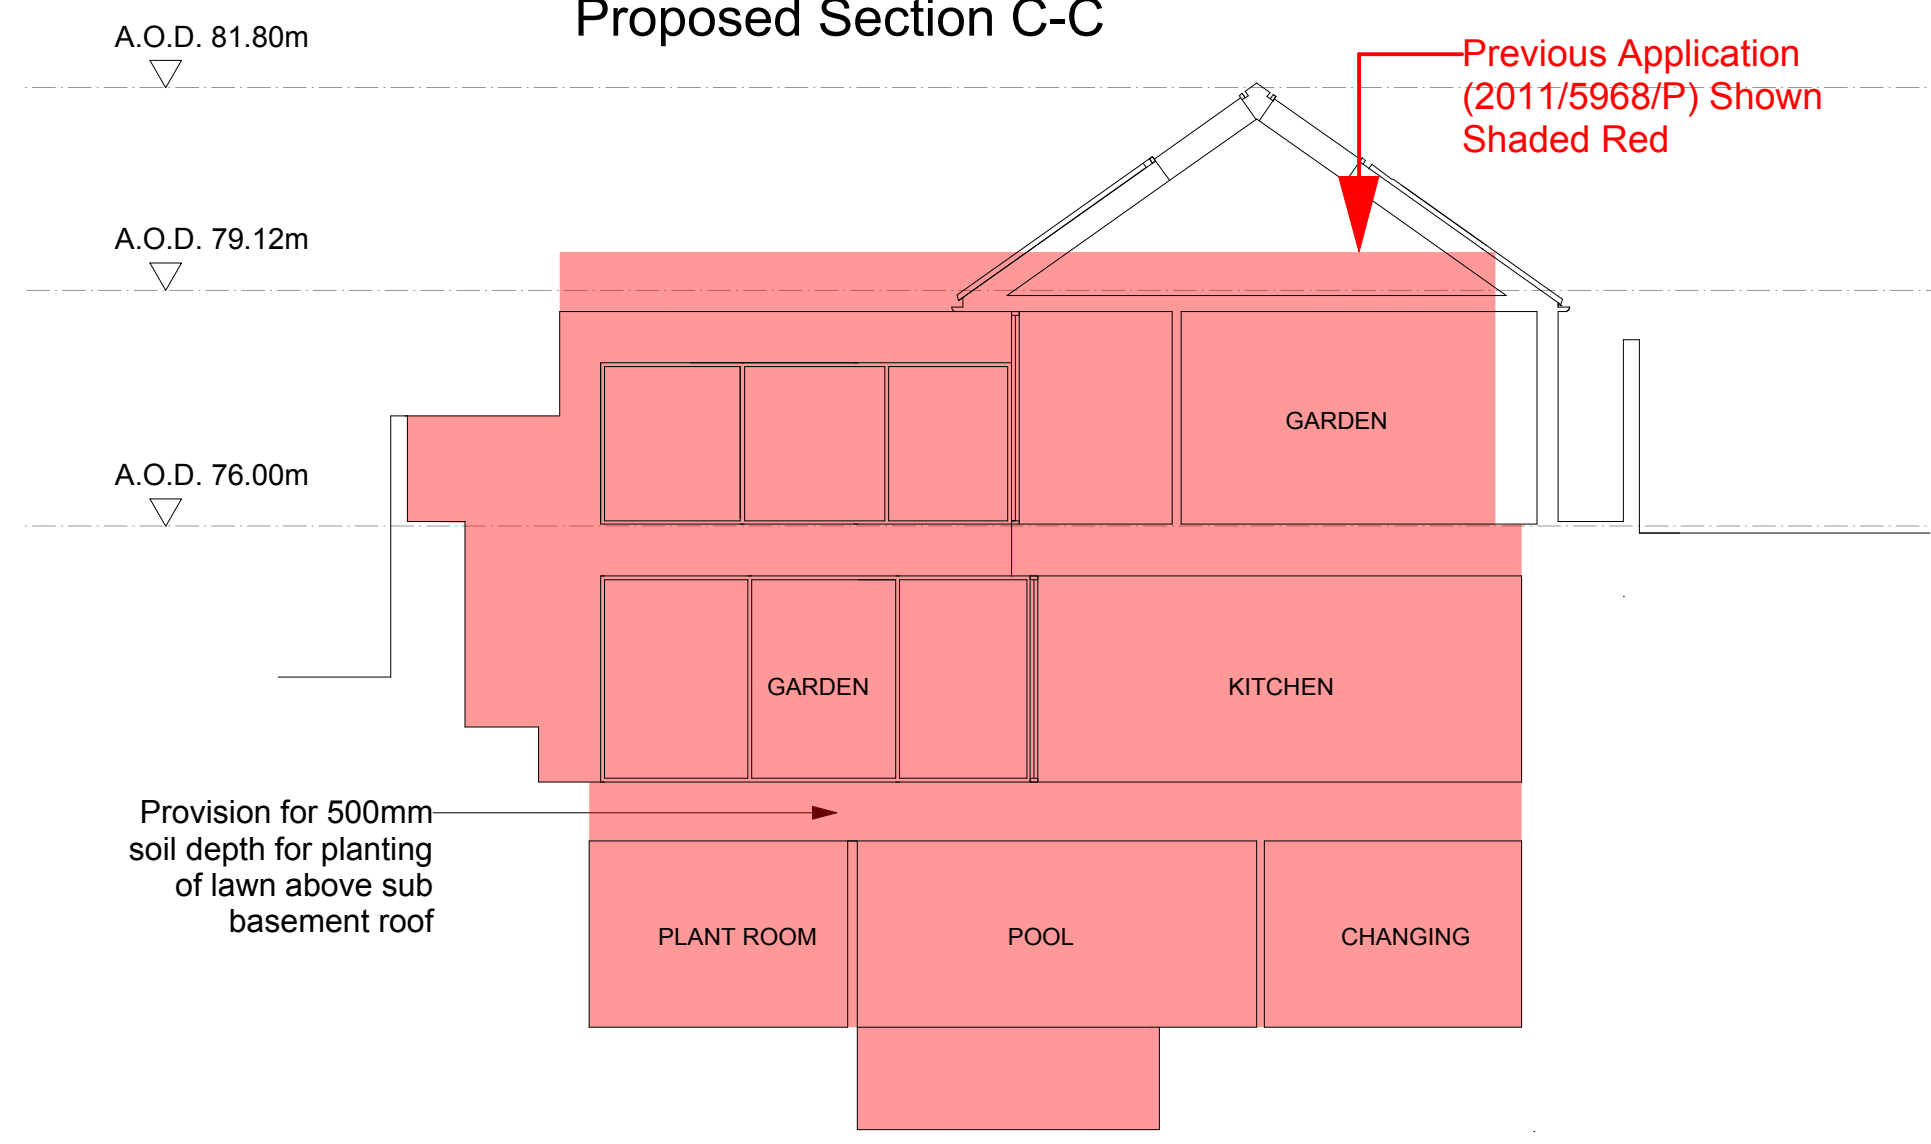 Proposed Section C-C
A.O.D. 81.80m
Previous Application
(2011/5968/P) Shown
Shaded Red
A.O.D. 79.12m
GARDEN
A.O.D. 76.00m
GARDEN
KITCHEN
Provision for 500mm
soil depth for planting
of lawn above sub
basement roof
PLANT ROOM
POOL
CHANGING